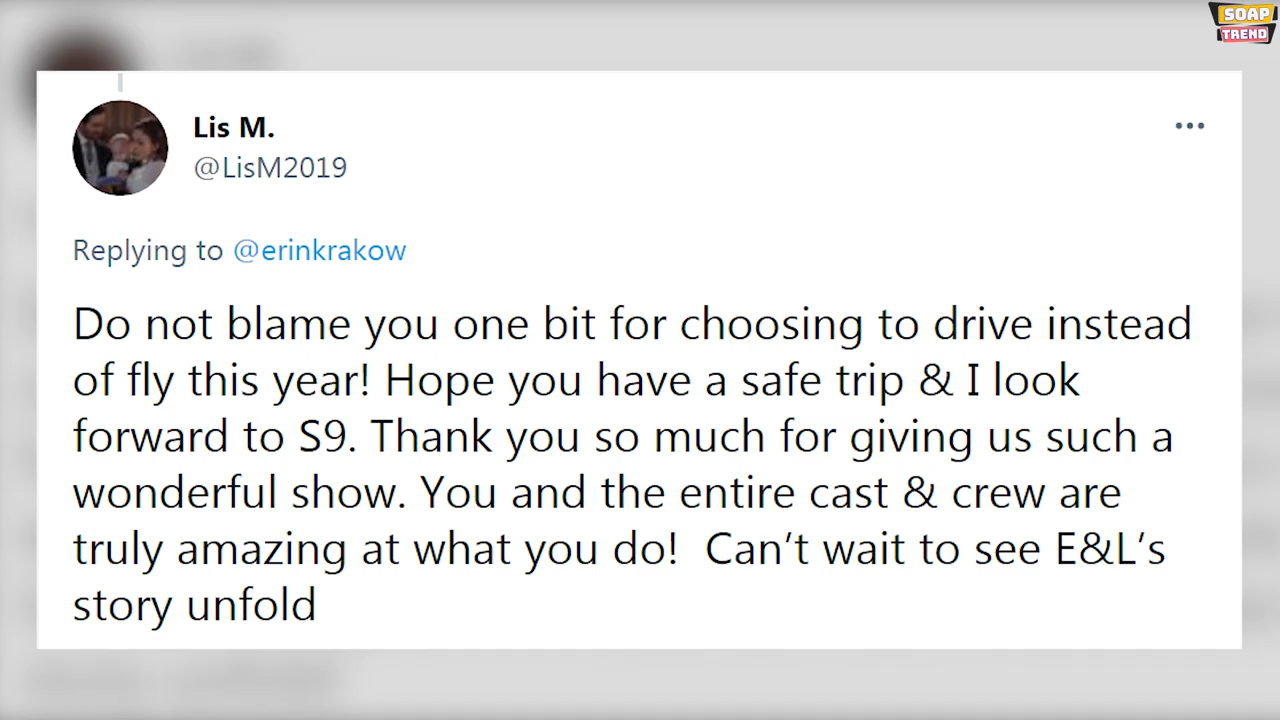 SOAP
TREND
Lis M.
@LisM2019
Replying to @erinkrakow
Do not blame you one bit for choosing to drive instead
of fly this year! Hope you have a safe trip & I look
forward to S9. Thank you so much for giving us such a
wonderful show. You and the entire cast & crew are
truly amazing at what you do!  Can’t wait to see E&L’s
story unfold